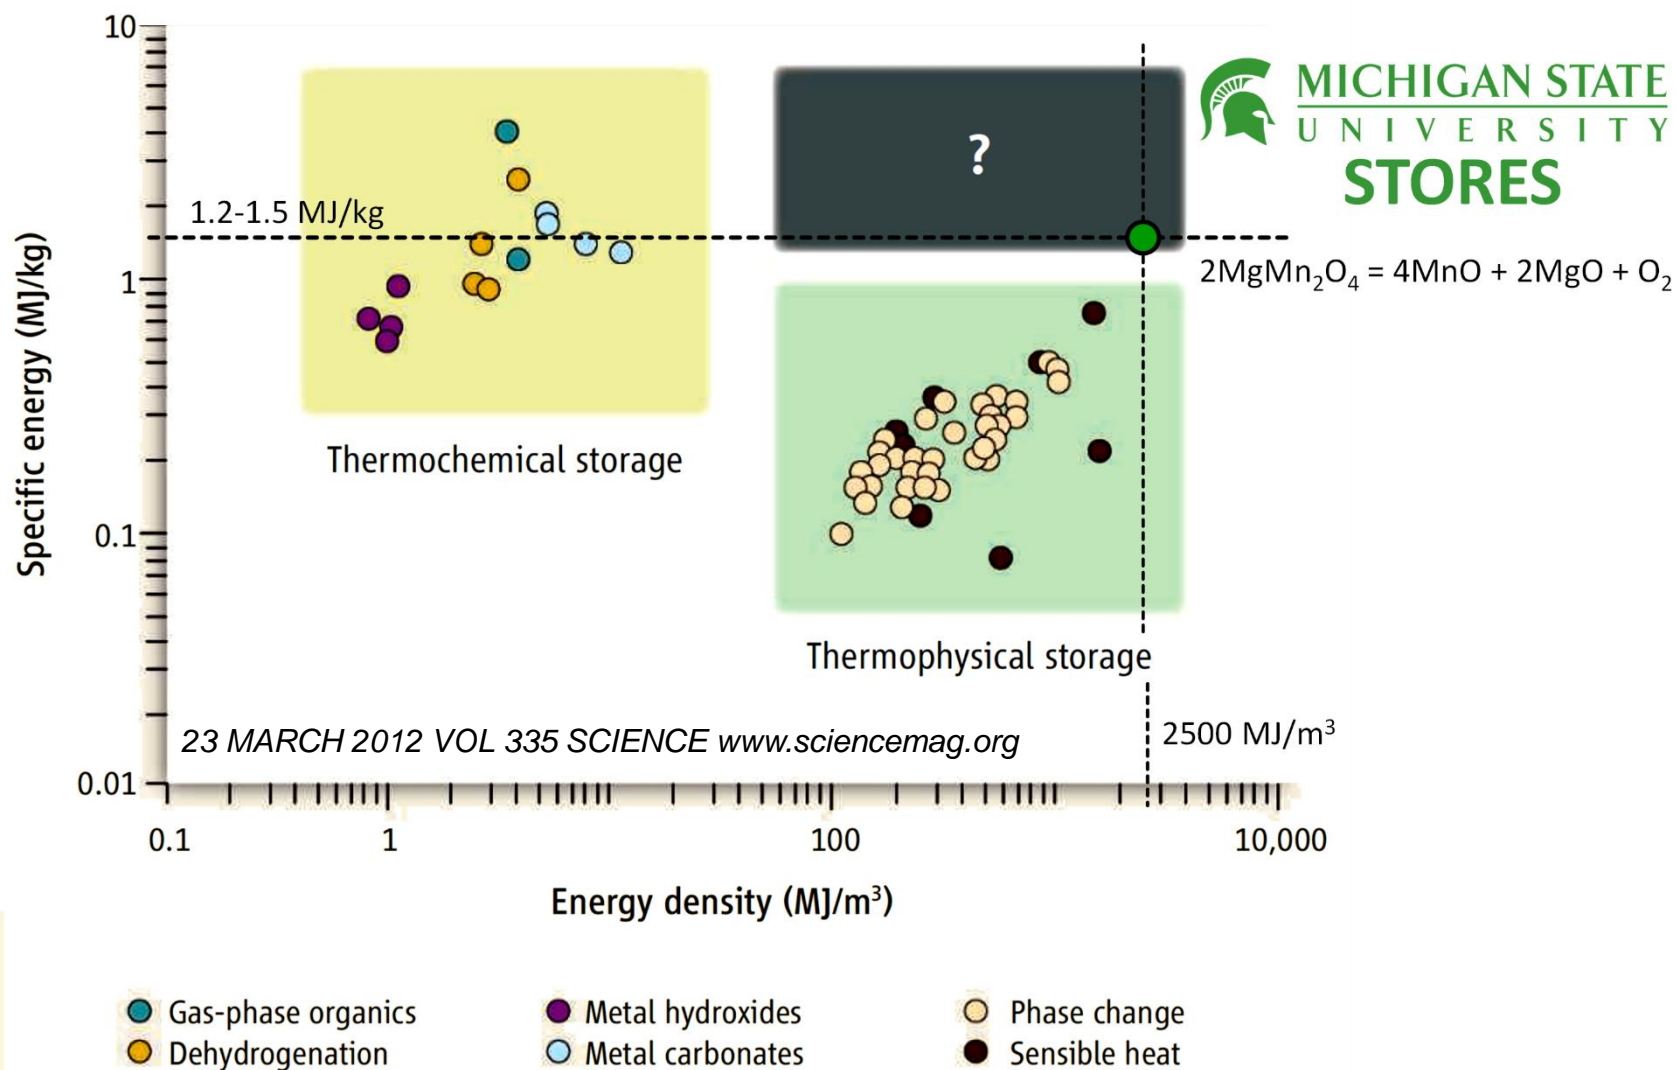 10
MICHIGAN STATE
UNIVERSITY
STORES
?
1.2-1.5 MJ/kg
1
2MgMn₂O₄ = 4MnO + 2MgO + O₂
Specific energy (MJ/kg)
Thermochemical storage
0.1
Thermophysical storage
23 MARCH 2012 VOL 335 SCIENCE www.sciencemag.org
2500 MJ/m³
0.01
0.1 1 100 10,000
Energy density (MJ/m³)
Gas-phase organics
Metal hydroxides
Phase change
Dehydrogenation
Metal carbonates
Sensible heat